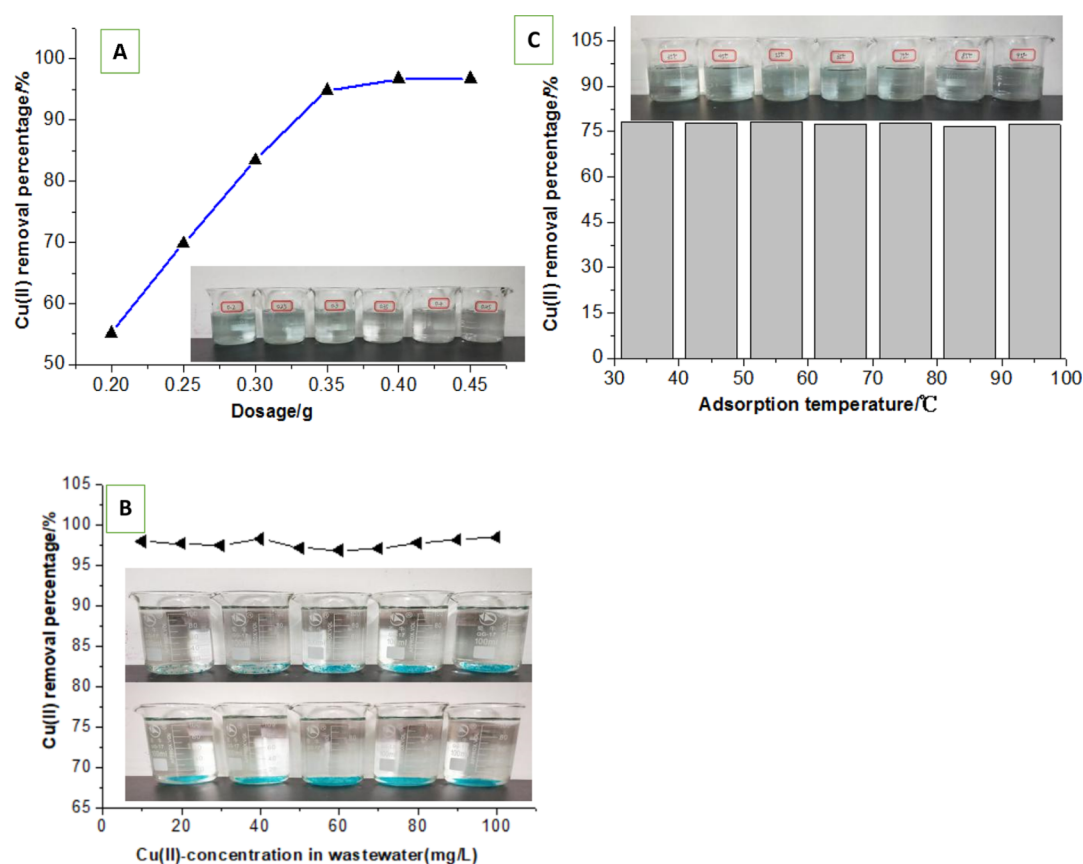 A
Cu(II) removal percentage/%
100
90
80
70
60
50
0.20 0.25 0.30 0.35 0.40 0.45
Dosage/g
C
Cu(II) removal percentage/%
105
90
75
60
45
30
15
0
30 40 50 60 70 80 90 100
Adsorption temperature/℃
B
Cu(II) removal percentage/%
105
100
95
90
85
80
75
70
65
0 20 40 60 80 100
Cu(II)-concentration in wastewater(mg/L)